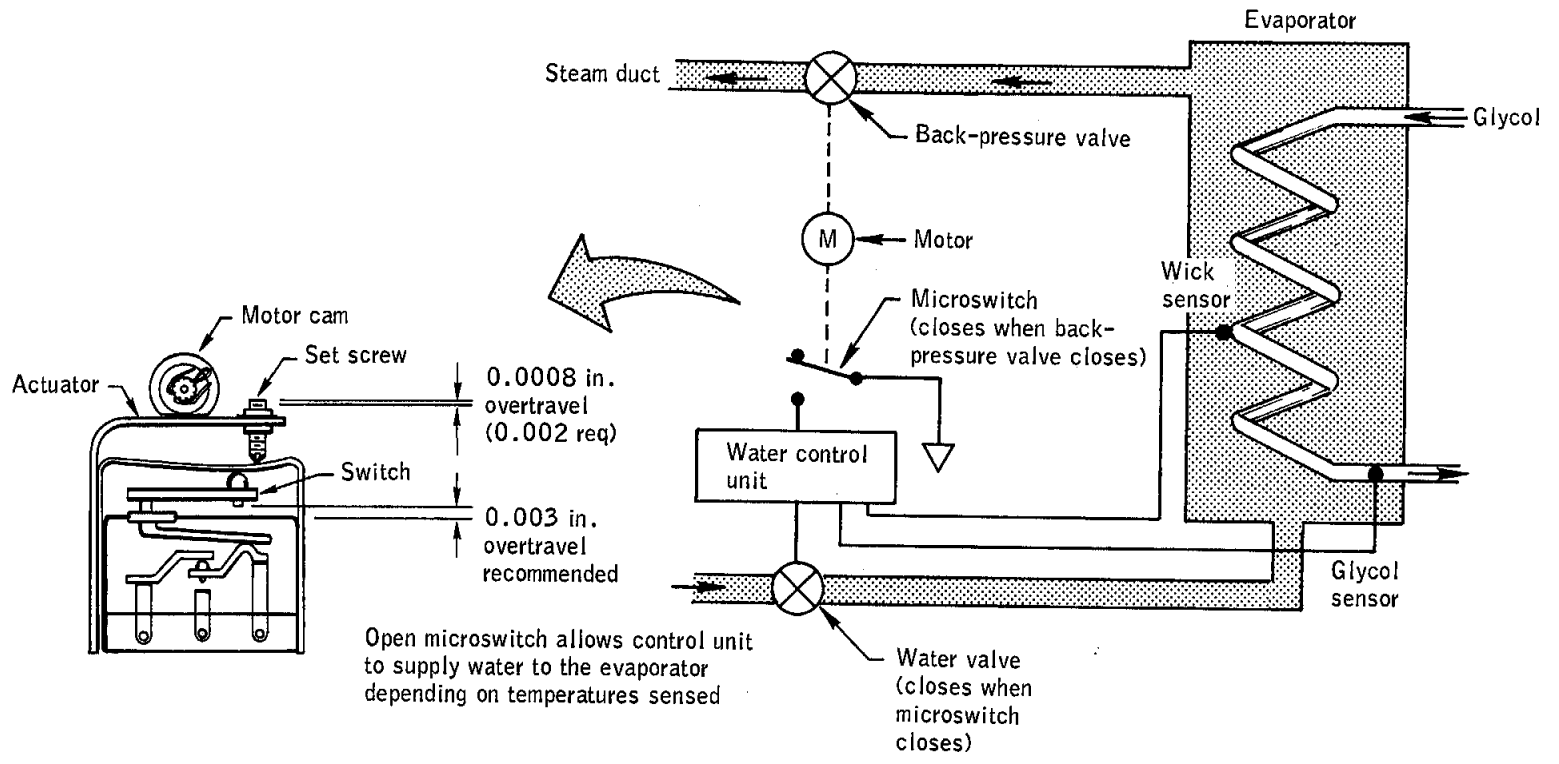 Evaporator
Steam duct
Back-pressure valve
Glycol
M
Motor
Wick
sensor
Microswitch
(closes when back-
pressure valve closes)
Motor cam
Set screw
Actuator
0.0008 in.
overtravel
(0.002 req)
Switch
Water control
unit
0.003 in.
overtravel
recommended
Glycol
sensor
Open microswitch allows control unit
to supply water to the evaporator
depending on temperatures sensed
Water valve
(closes when
microswitch
closes)